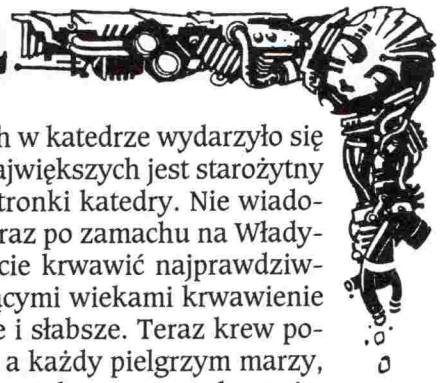 h w katedrze wydarzyło się
ajwiększych jest starożytny
tronki katedry. Nie wiado-
raz po zamachu na Włady-
cie krwawić najprawdziw-
ącymi wiekami krwawienie
e i słabsze. Teraz krew po-
a każdy pielgrzym marzy,